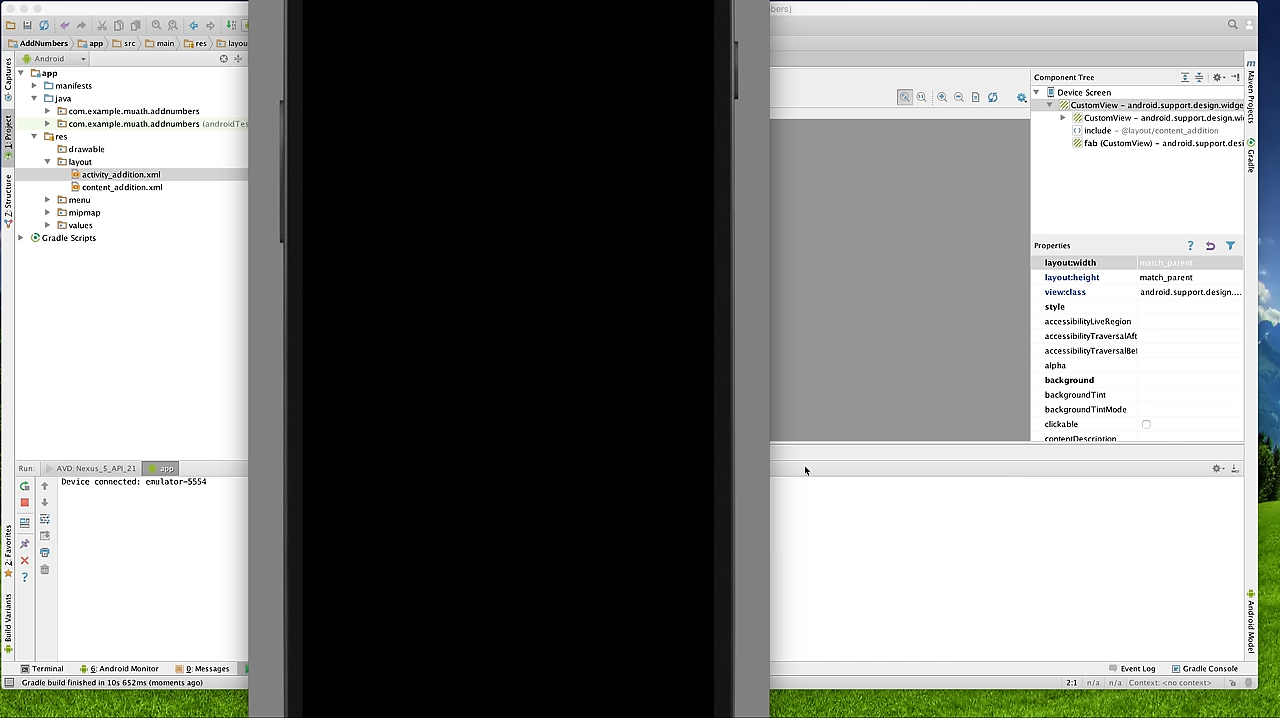 bers]
AddNumbers
app
src
main
res
layou
Android
Captures
1: Project
Z: Structure
2: Favorites
Build Variants
app
manifests
java
com.example.muath.addnumbers
com.example.muath.addnumbers (androidTes
res
drawable
layout
activity_addition.xml
content_addition.xml
menu
mipmap
values
Gradle Scripts
Component Tree
Device Screen
CustomView – android.support.design.widge
CustomView – android.support.design.wi
include – @layout/content_addition
fab (CustomView) – android.support.desi
Properties
?
layout:width match_parent
layout:height match_parent
view:class android.support.design....
style
accessibilityLiveRegion
accessibilityTraversalAft
accessibilityTraversalBef
alpha
background
backgroundTint
backgroundTintMode
clickable
contentDescription
m
Maven Projects
Gradle
Android Model
Run: AVD: Nexus_5_API_21 app
Device connected: emulator-5554
?
Terminal 6: Android Monitor 0: Messages Event Log Gradle Console
Gradle build finished in 10s 652ms (moments ago) 2:1 n/a n/a Context: <no context>